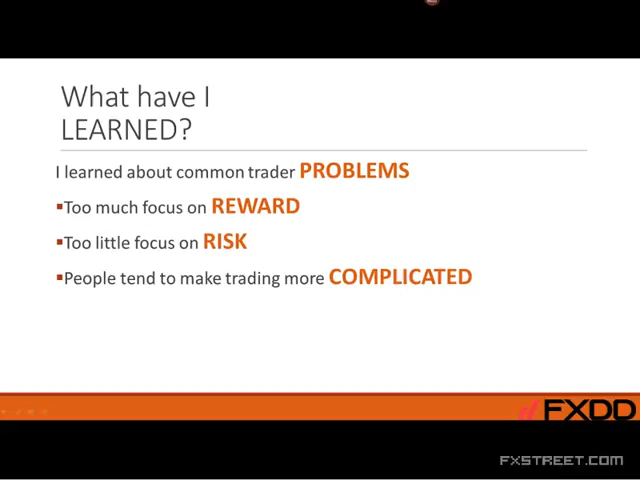 What have I
LEARNED?
I learned about common trader PROBLEMS
▪Too much focus on REWARD
▪Too little focus on RISK
▪People tend to make trading more COMPLICATED
FXDD
FXSTREET.COM